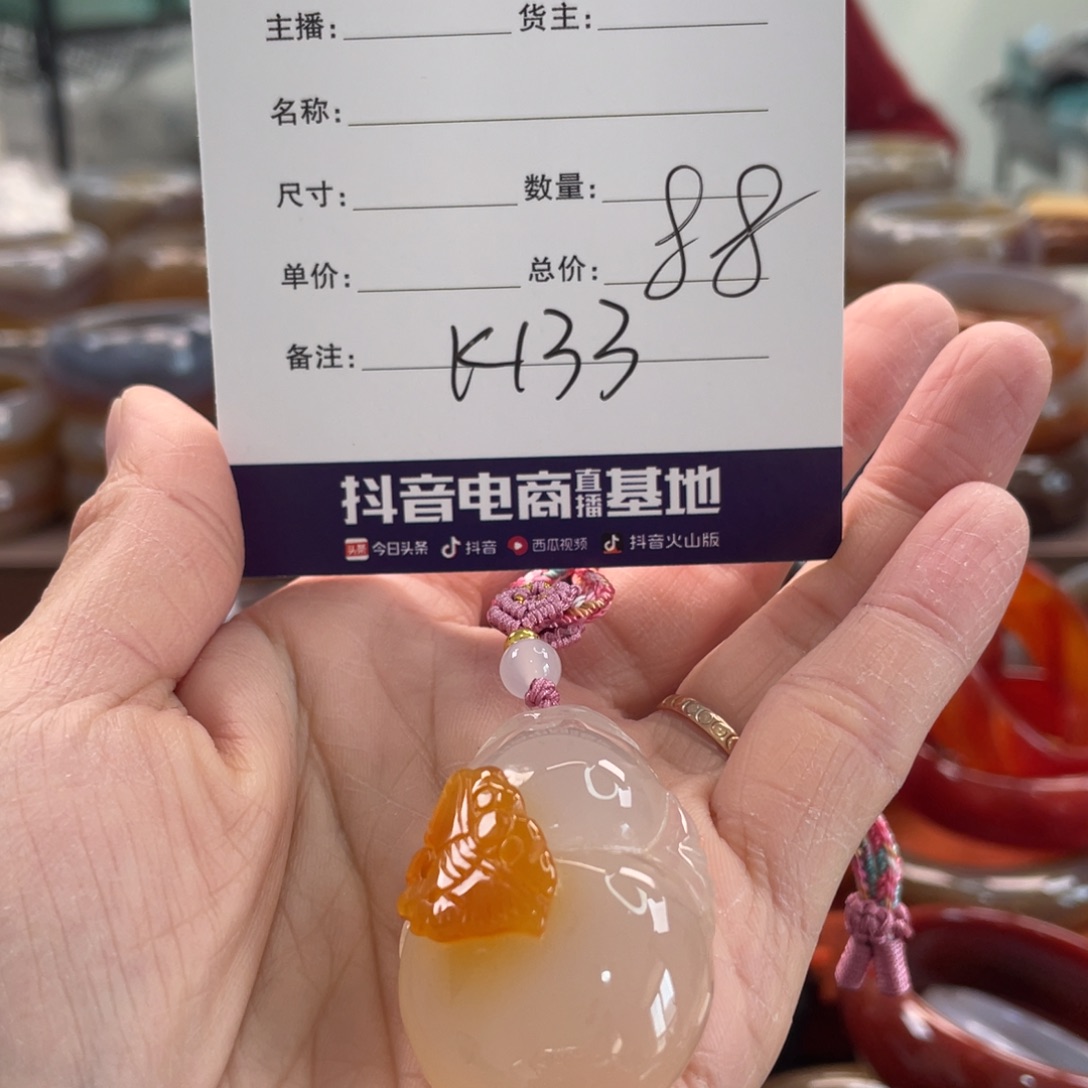 主播: 货主:
名称:
尺寸: 数量:
单价: 总价: 88
备注: K133
抖音电商直播基地
头条 今日头条 抖音 西瓜视频 抖音火山版